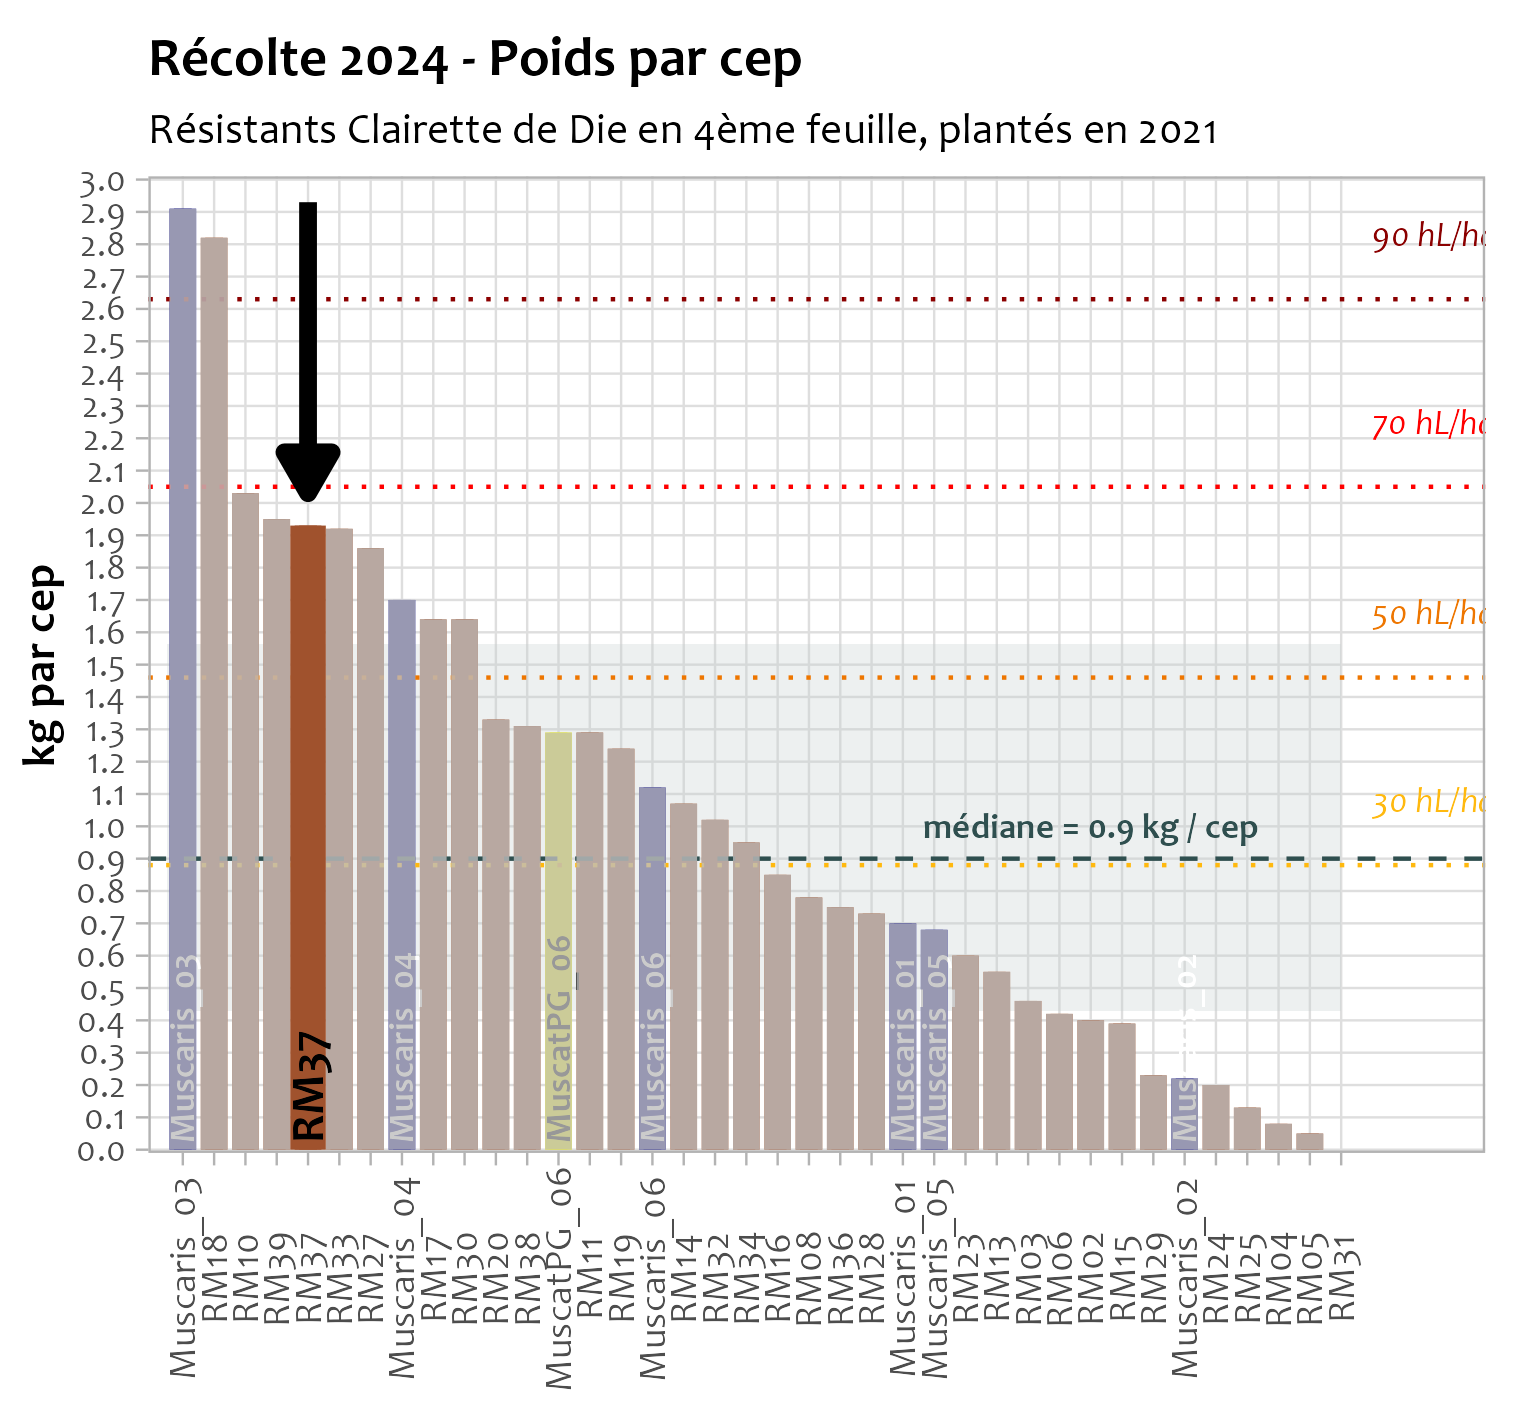 Récolte 2024 - Poids par cep
Résistants Clairette de Die en 4ème feuille, plantés en 2021
kg par cep
3.0
2.9
2.8
2.7
2.6
2.5
2.4
2.3
2.2
2.1
2.0
1.9
1.8
1.7
1.6
1.5
1.4
1.3
1.2
1.1
1.0
0.9
0.8
0.7
0.6
0.5
0.4
0.3
0.2
0.1
0.0
90 hL/ha
70 hL/ha
50 hL/ha
30 hL/ha
médiane = 0.9 kg / cep
Muscaris_03
RM37
Muscaris_04
MuscatPG_06
Muscaris_06
Muscaris_01
Muscaris_05
Muscaris_02
Muscaris_03
RM18
RM10
RM39
RM37
RM33
RM27
Muscaris_04
RM17
RM30
RM20
RM38
MuscatPG_06
RM11
RM19
Muscaris_06
RM14
RM32
RM34
RM16
RM08
RM36
RM28
Muscaris_01
Muscaris_05
RM23
RM13
RM03
RM06
RM02
RM15
RM29
Muscaris_02
RM24
RM25
RM04
RM05
RM31